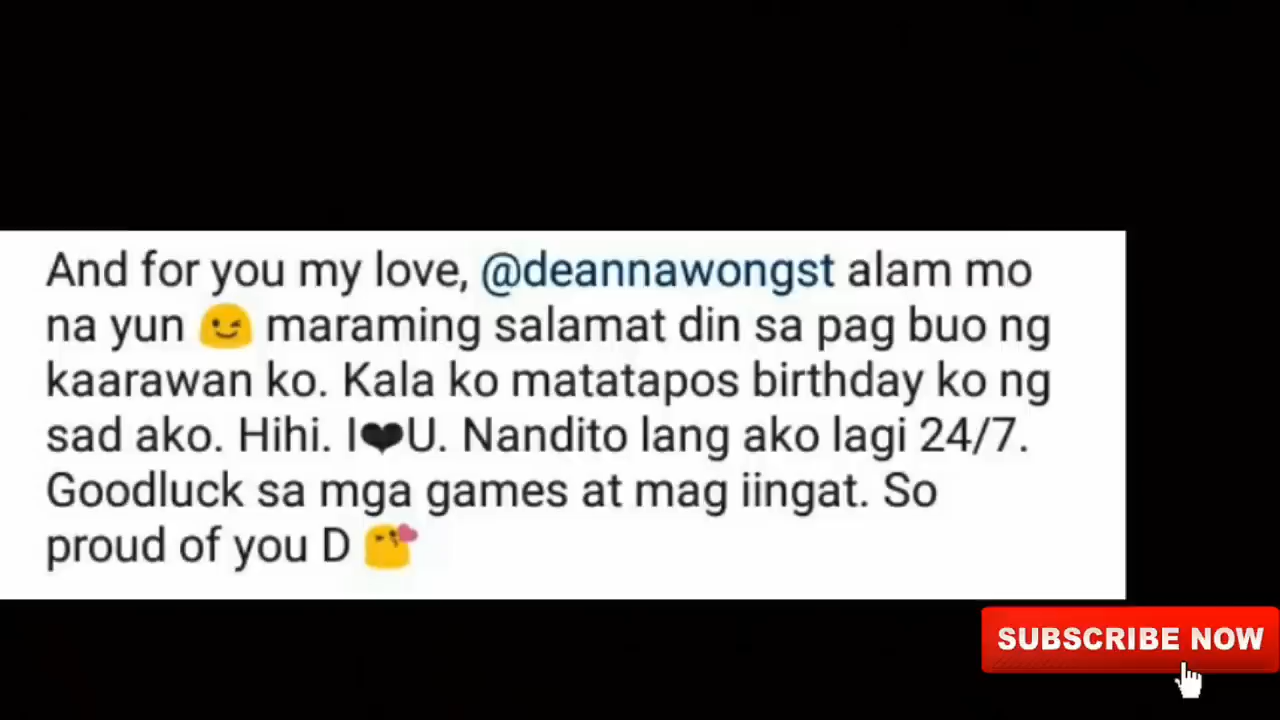 And for you my love, @deannawongst alam mo
na yun 😉 maraming salamat din sa pag buo ng
kaarawan ko. Kala ko matatapos birthday ko ng
sad ako. Hihi. I❤U. Nandito lang ako lagi 24/7.
Goodluck sa mga games at mag iingat. So
proud of you D 😘
SUBSCRIBE NOW